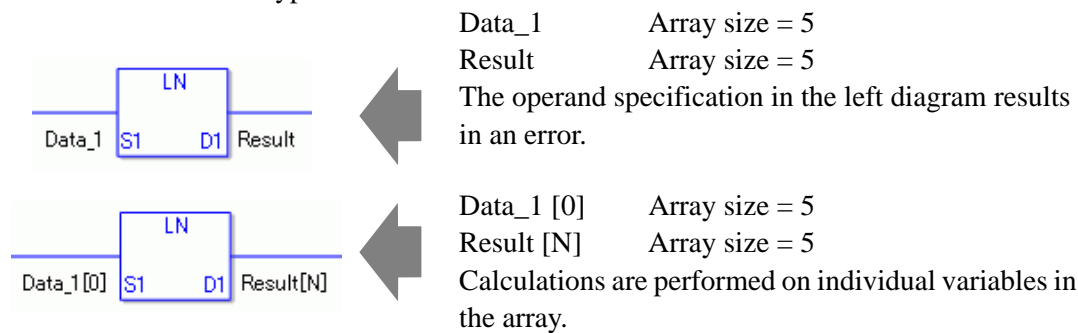 Data_1 Array size = 5
Result Array size = 5
The operand specification in the left diagram results
in an error.
LN
Data_1 S1 D1 Result
Data_1 [0] Array size = 5
Result [N] Array size = 5
Calculations are performed on individual variables in
the array.
LN
Data_1[0] S1 D1 Result[N]